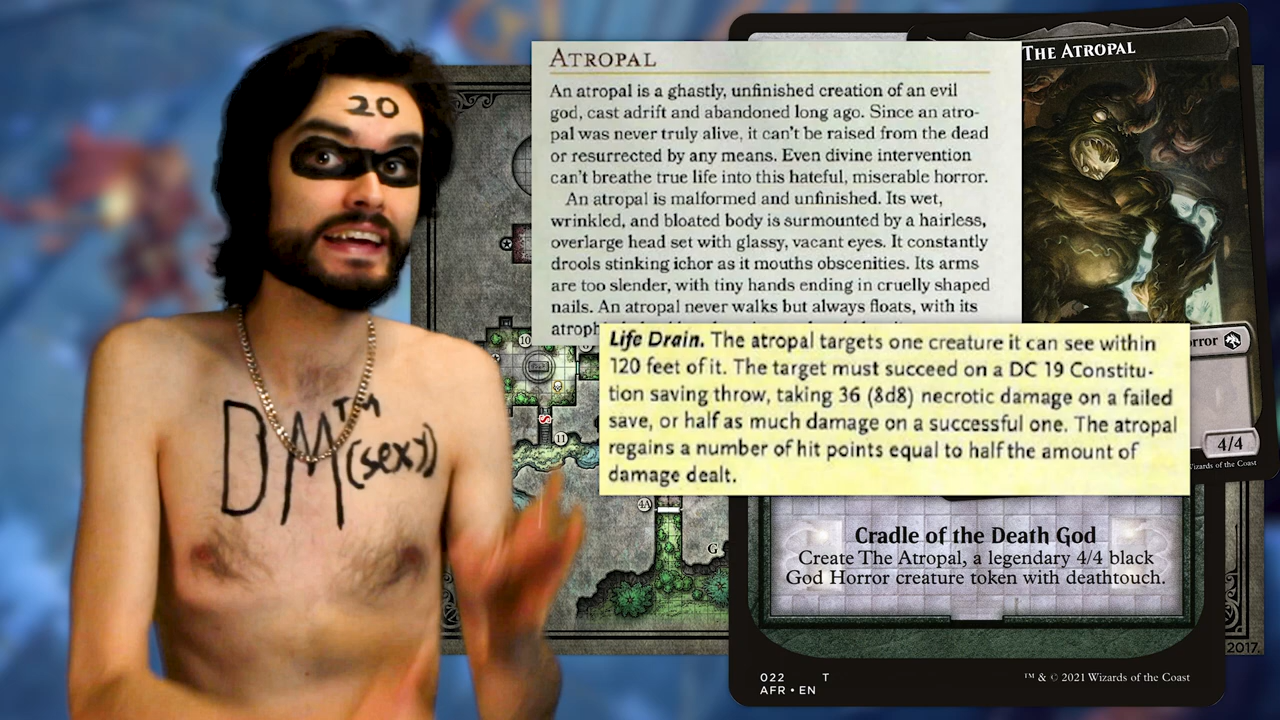 20
DM™
(sexy)
ATROPAL
An atropal is a ghastly, unfinished creation of an evil
god, cast adrift and abandoned long ago. Since an atro-
pal was never truly alive, it can't be raised from the dead
or resurrected by any means. Even divine intervention
can't breathe true life into this hateful, miserable horror.
An atropal is malformed and unfinished. Its wet,
wrinkled, and bloated body is surmounted by a hairless,
overlarge head set with glassy, vacant eyes. It constantly
drools stinking ichor as it mouths obscenities. Its arms
are too slender, with tiny hands ending in cruelly shaped
nails. An atropal never walks but always floats, with its
THE ATROPAL
4/4
Wizards of the Coast
Life Drain. The atropal targets one creature it can see within
120 feet of it. The target must succeed on a DC 19 Constitu-
tion saving throw, taking 36 (8d8) necrotic damage on a failed
save, or half as much damage on a successful one. The atropal
regains a number of hit points equal to half the amount of
damage dealt.
10
11
4A
G
Cradle of the Death God
Create The Atropal, a legendary 4/4 black
God Horror creature token with deathtouch.
2017.
022 T
AFR • EN
™ & © 2021 Wizards of the Coast